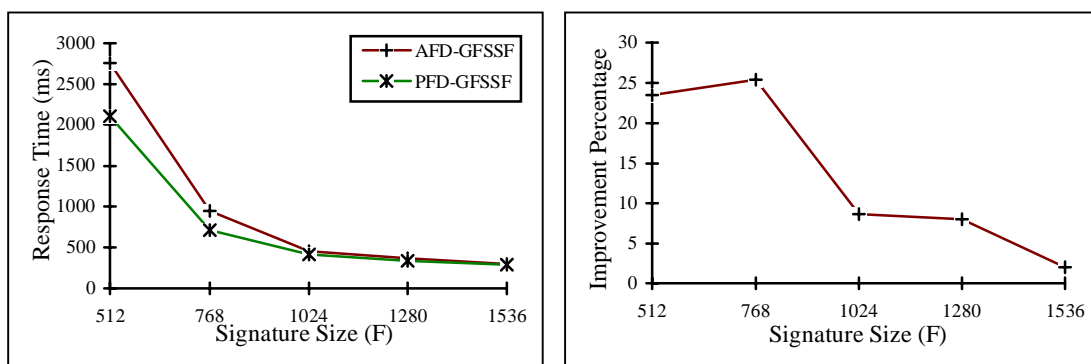 Response Time (ms)
3000
2500
2000
1500
1000
500
0
AFD-GFSSF
PFD-GFSSF
512 768 1024 1280 1536
Signature Size (F)
Improvement Percentage
30
25
20
15
10
5
0
512 768 1024 1280 1536
Signature Size (F)